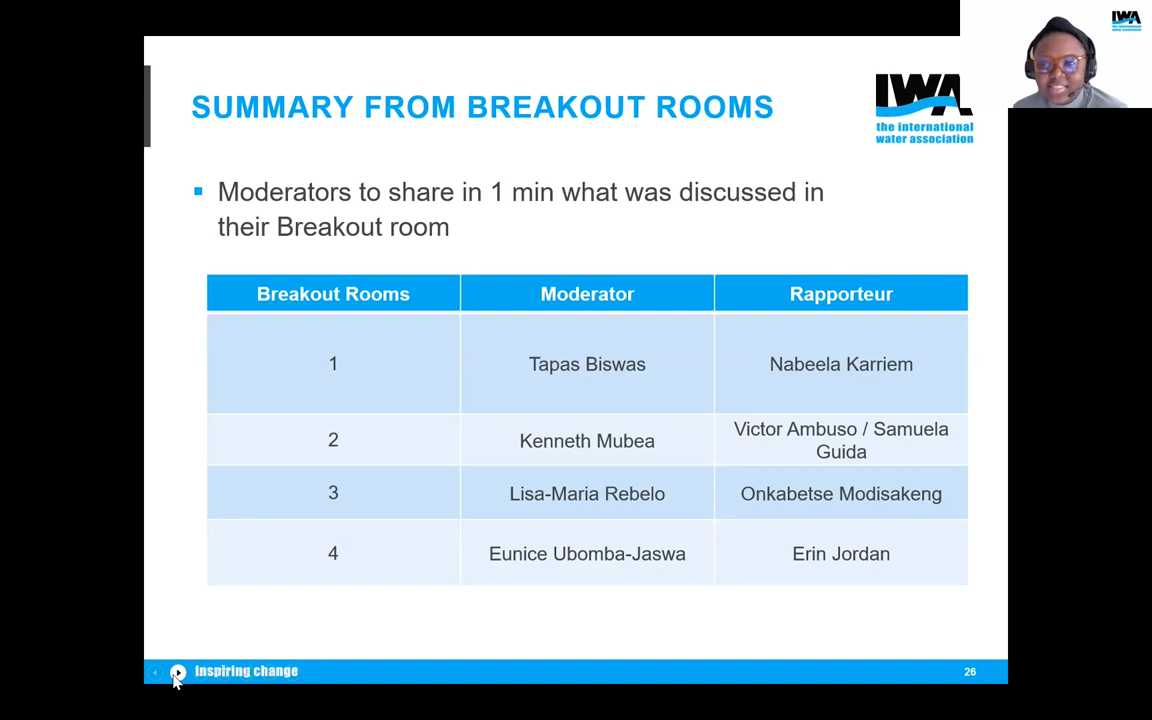 IWA
SUMMARY FROM BREAKOUT ROOMS
IWA
the international
water association
Moderators to share in 1 min what was discussed in
their Breakout room
Breakout Rooms Moderator Rapporteur
1 Tapas Biswas Nabeela Karriem
2 Kenneth Mubea Victor Ambuso / Samuela
Guida
3 Lisa-Maria Rebelo Onkabetse Modisakeng
4 Eunice Ubomba-Jaswa Erin Jordan
inspiring change 26